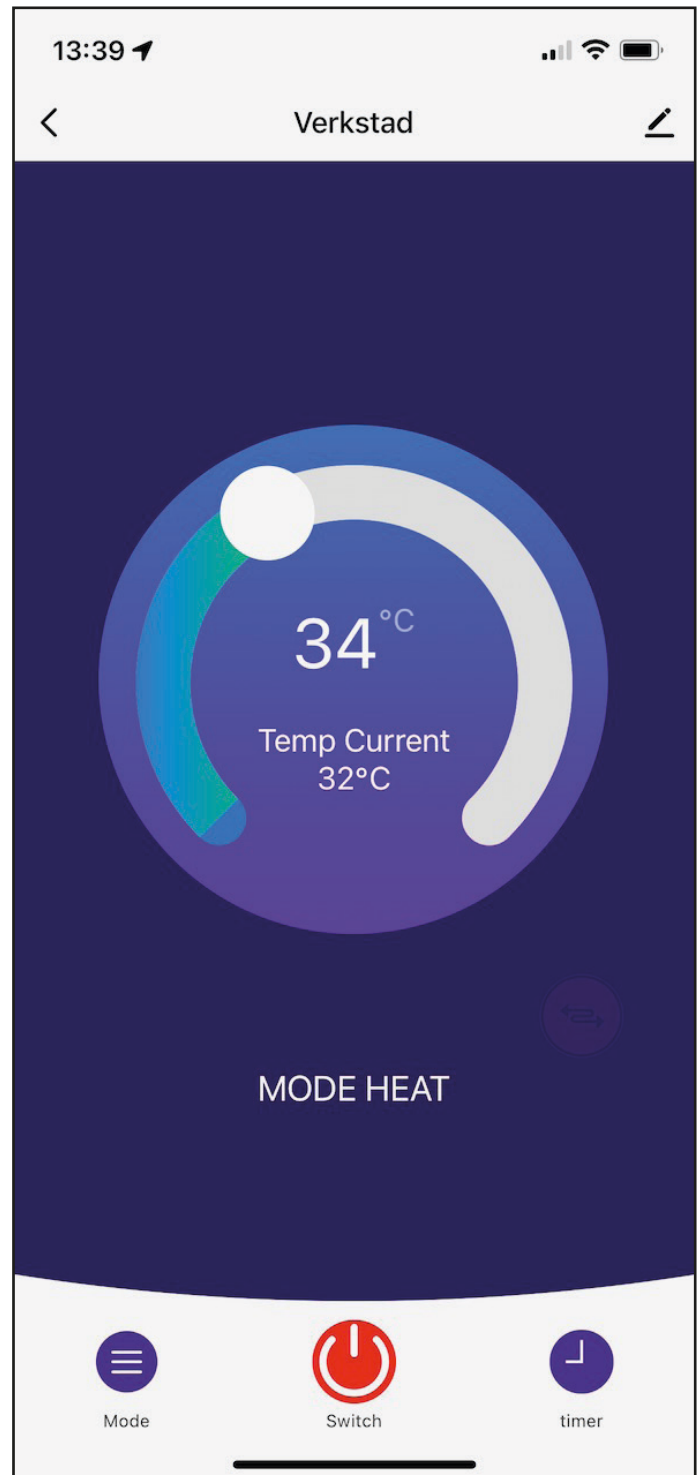 13:39
Verkstad
34 °C
Temp Current
32°C
MODE HEAT
Mode Switch timer